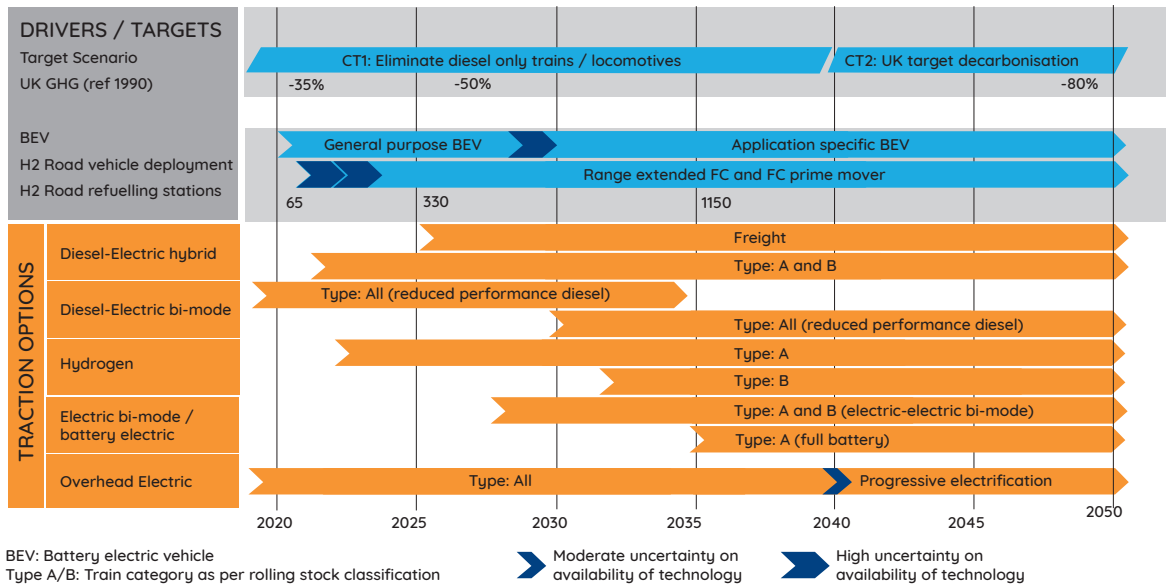 DRIVERS / TARGETS
Target Scenario
CT1: Eliminate diesel only trains / locomotives
CT2: UK target decarbonisation
UK GHG (ref 1990)
-35%
-50%
-80%
BEV
General purpose BEV
Application specific BEV
H2 Road vehicle deployment
Range extended FC and FC prime mover
H2 Road refuelling stations
65
330
1150
TRACTION OPTIONS
Diesel-Electric hybrid
Freight
Type: A and B
Diesel-Electric bi-mode
Type: All (reduced performance diesel)
Type: All (reduced performance diesel)
Hydrogen
Type: A
Type: B
Electric bi-mode /
battery electric
Type: A and B (electric-electric bi-mode)
Type: A (full battery)
Overhead Electric
Type: All
Progressive electrification
2020
2025
2030
2035
2040
2045
2050
BEV: Battery electric vehicle
Type A/B: Train category as per rolling stock classification
Moderate uncertainty on
availability of technology
High uncertainty on
availability of technology